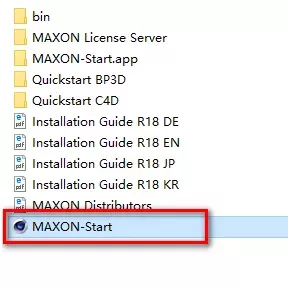 bin
MAXON License Server
MAXON-Start.app
Quickstart BP3D
Quickstart C4D
Installation Guide R18 DE
Installation Guide R18 EN
Installation Guide R18 JP
Installation Guide R18 KR
MAXON Distributors
MAXON-Start